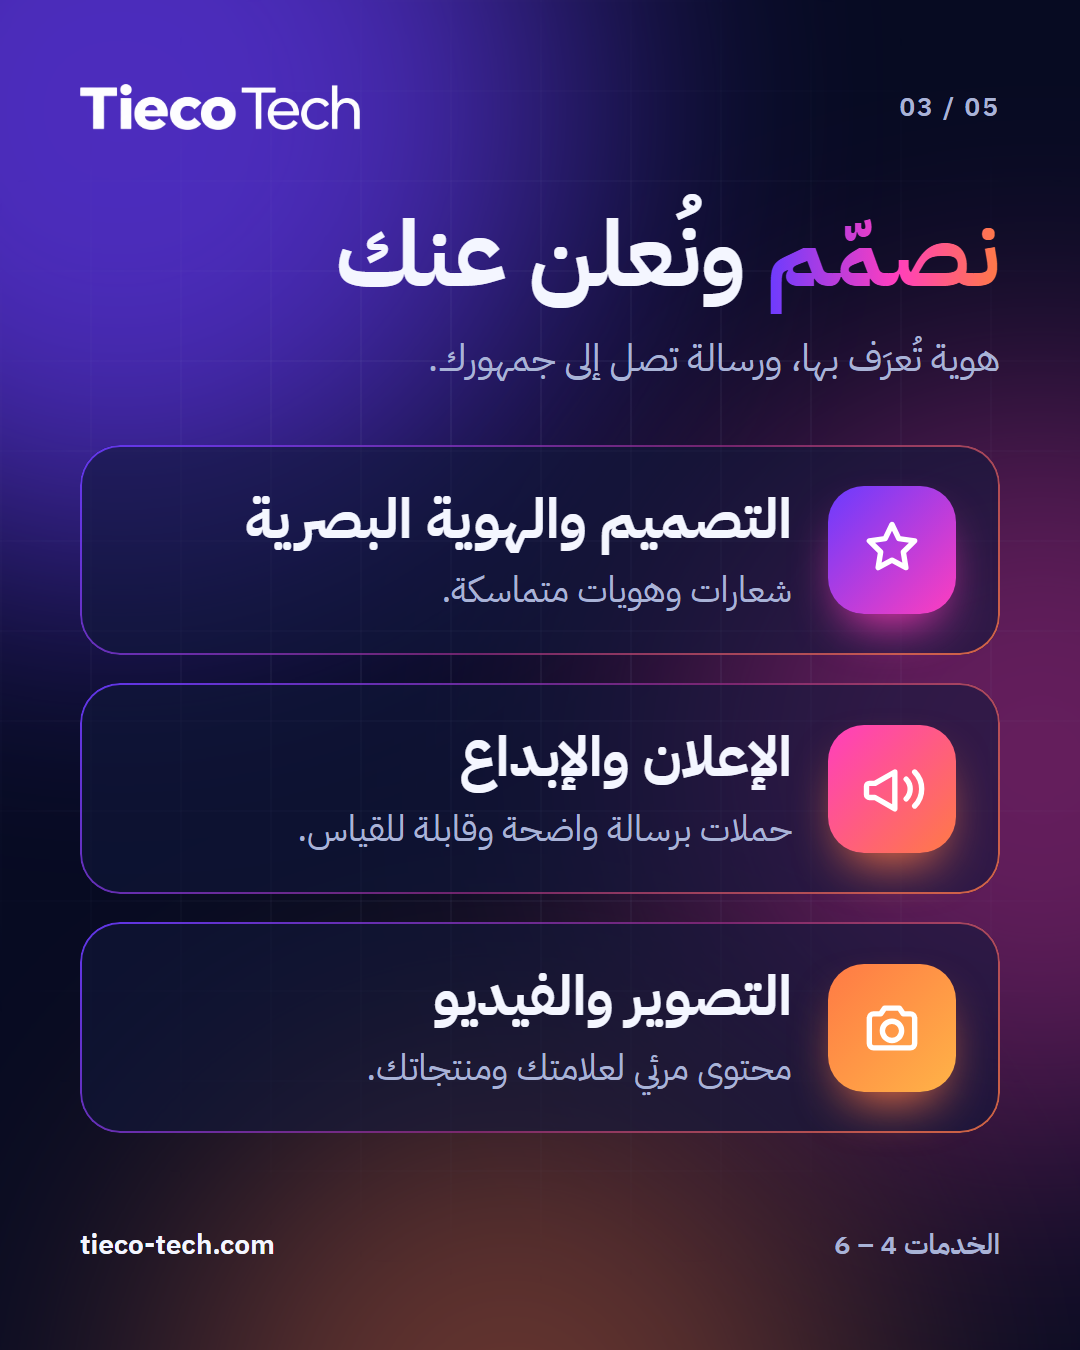 Tieco Tech
03 / 05
نصمّم ونُعلن عنك
هوية تُعرَف بها، ورسالة تصل إلى جمهورك.
التصميم والهوية البصرية
شعارات وهويات متماسكة.
الإعلان والإبداع
حملات برسالة واضحة وقابلة للقياس.
التصوير والفيديو
محتوى مرئي لعلامتك ومنتجاتك.
الخدمات 4 – 6
tieco-tech.com